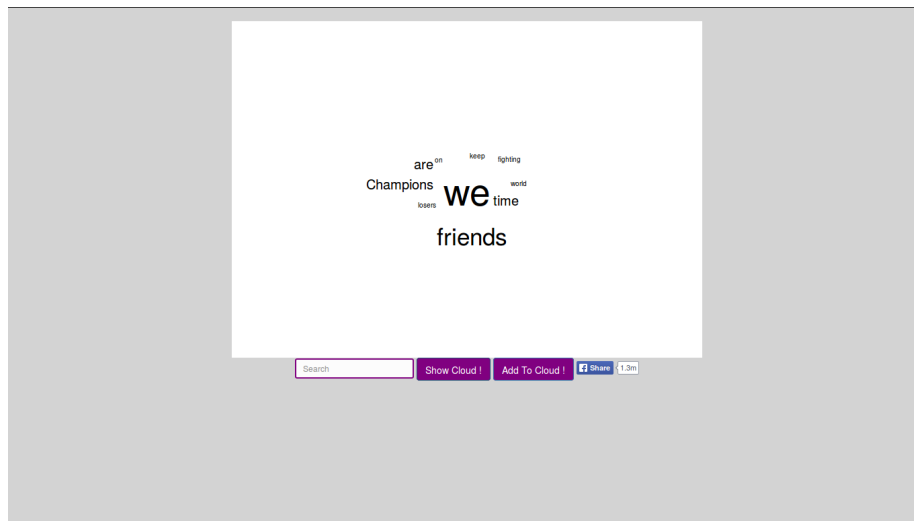 keep
fighting
are on
Champions
world
we
time
losers
friends
Search
Show Cloud !
Add To Cloud !
Share
1.3m